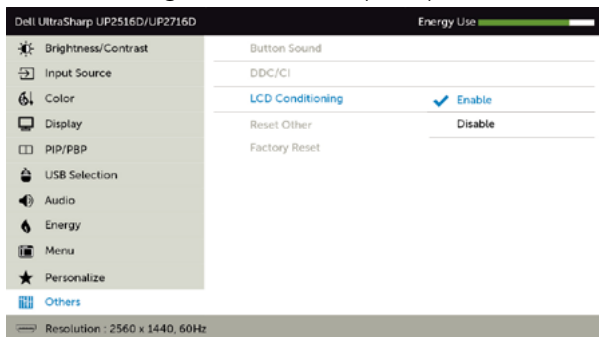 Dell UltraSharp UP2516D/UP2716D Energy Use
Brightness/Contrast Button Sound
Input Source DDC/CI
Color LCD Conditioning Enable
Display Reset Other Disable
PIP/PBP Factory Reset
USB Selection
Audio
Energy
Menu
Personalize
Others
Resolution : 2560 x 1440, 60Hz